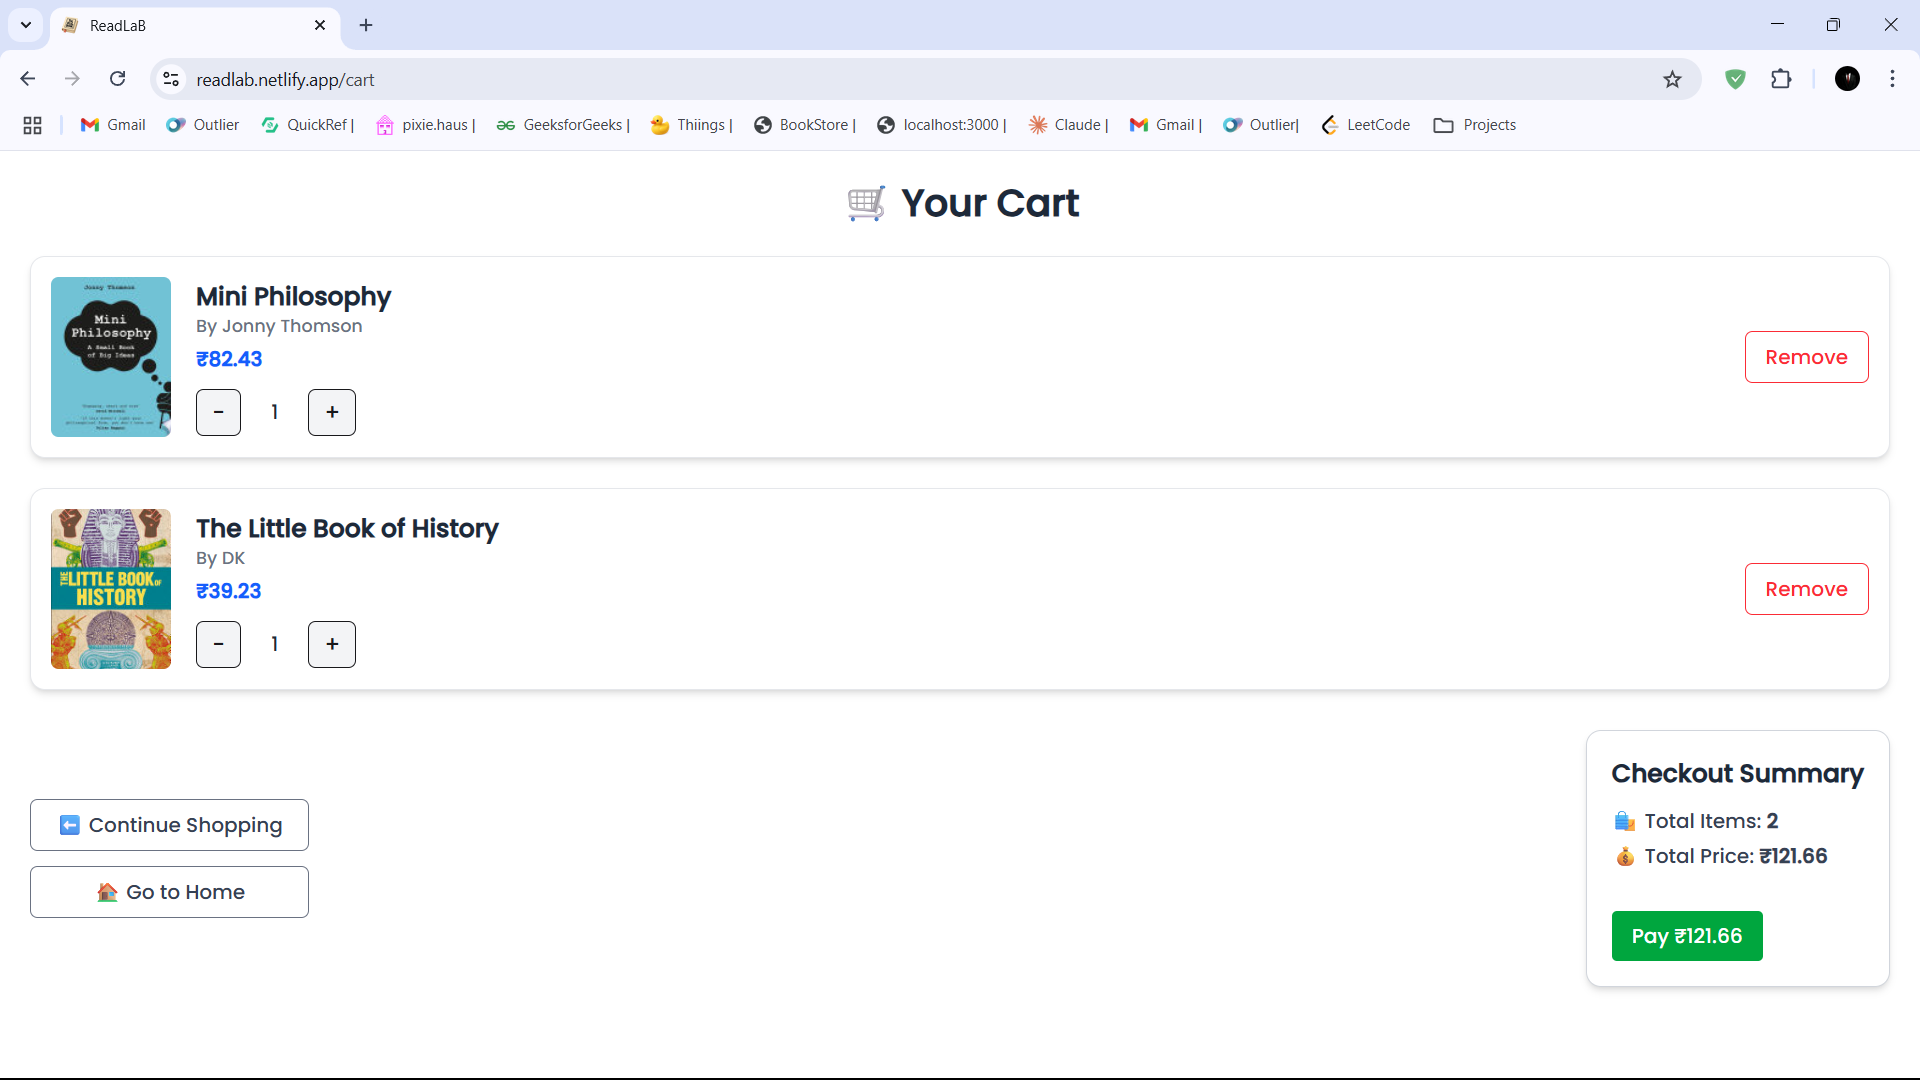 ReadLaB
readlab.netlify.app/cart
Gmail Outlier QuickRef | pixie.haus | GeeksforGeeks | Thiings | BookStore | localhost:3000 | Claude | Gmail | Outlier| LeetCode Projects
Your Cart
Jonny Thomson
Mini
Philosophy
A Small Book
of Big Ideas
Mini Philosophy
By Jonny Thomson
₹82.43
- 1 +
Remove
THE LITTLE BOOK OF
HISTORY
The Little Book of History
By DK
₹39.23
- 1 +
Remove
Continue Shopping
Go to Home
Checkout Summary
Total Items: 2
Total Price: ₹121.66
Pay ₹121.66